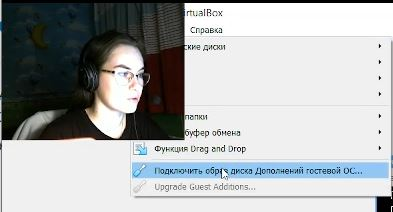 irtualBox
Справка
ские диски
папки
буфер обмена
Функция Drag and Drop
Подключить образ диска Дополнений гостевой ОС...
Upgrade Guest Additions...